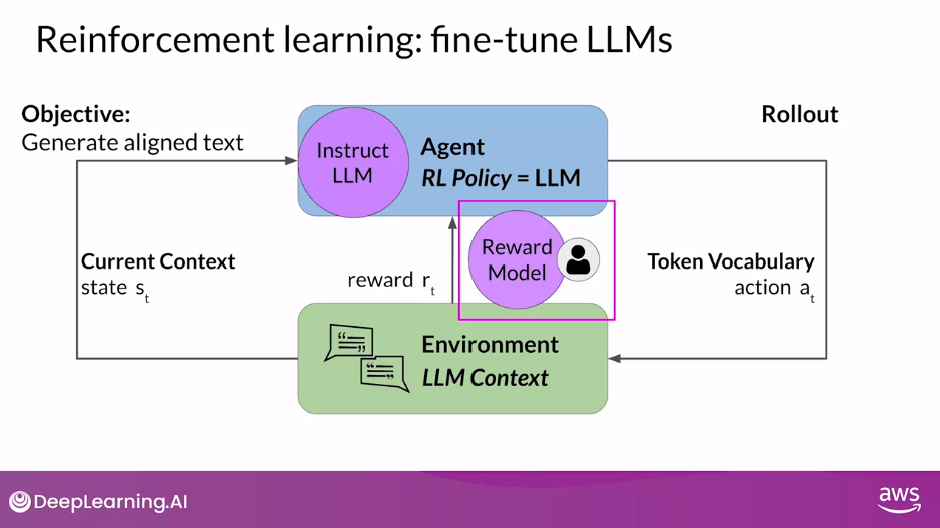 Reinforcement learning: fine-tune LLMs
Objective:
Generate aligned text
Rollout
Instruct
LLM
Agent
RL Policy = LLM
Current Context
state s_t
reward r_t
Reward
Model
Token Vocabulary
action a_t
Environment
LLM Context
DeepLearning.AI
aws